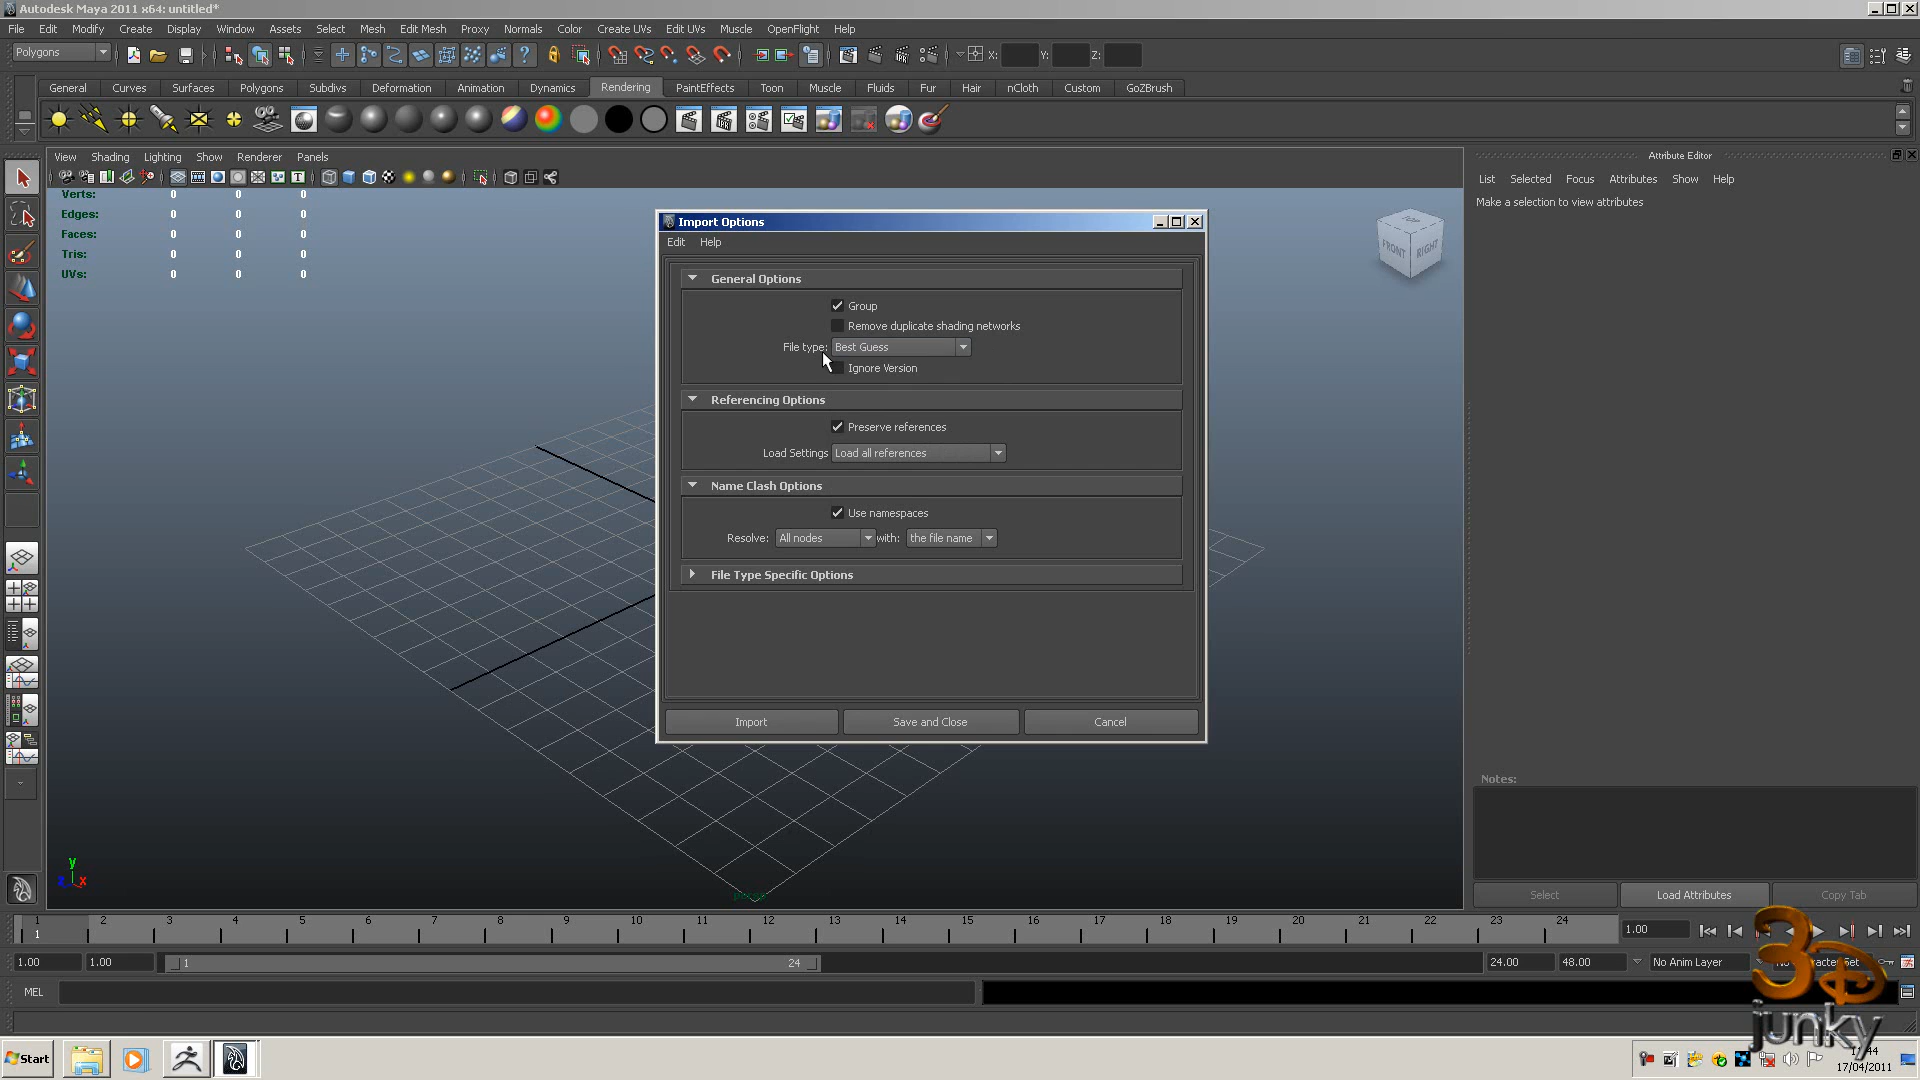 Autodesk Maya 2011 x64: untitled*
File Edit Modify Create Display Window Assets Select Mesh Edit Mesh Proxy Normals Color Create UVs Edit UVs Muscle OpenFlight Help
Polygons X: Y: Z:
General Curves Surfaces Polygons Subdivs Deformation Animation Dynamics Rendering PaintEffects Toon Muscle Fluids Fur Hair nCloth Custom GoZBrush
View Shading Lighting Show Renderer Panels
Attribute Editor
List Selected Focus Attributes Show Help
Make a selection to view attributes
Verts: 0 0 0
Edges: 0 0 0
Faces: 0 0 0
Tris: 0 0 0
UVs: 0 0 0
TOP
FRONT RIGHT
Import Options
Edit Help
General Options
Group
Remove duplicate shading networks
File type: Best Guess
Ignore Version
Referencing Options
Preserve references
Load Settings Load all references
Name Clash Options
Use namespaces
Resolve: All nodes with: the file name
File Type Specific Options
Import Save and Close Cancel
Notes:
y
z x
persp
Select Load Attributes Copy Tab
1 2 3 4 5 6 7 8 9 10 11 12 13 14 15 16 17 18 19 20 21 22 23 24
1 1.00
1.00 1.00 1 24 24.00 48.00 No Anim Layer
MEL
3D
junky
Start
17/04/2011